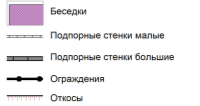 Беседки
Подпорные стенки малые
Подпорные стенки большие
Ограждения
Откосы